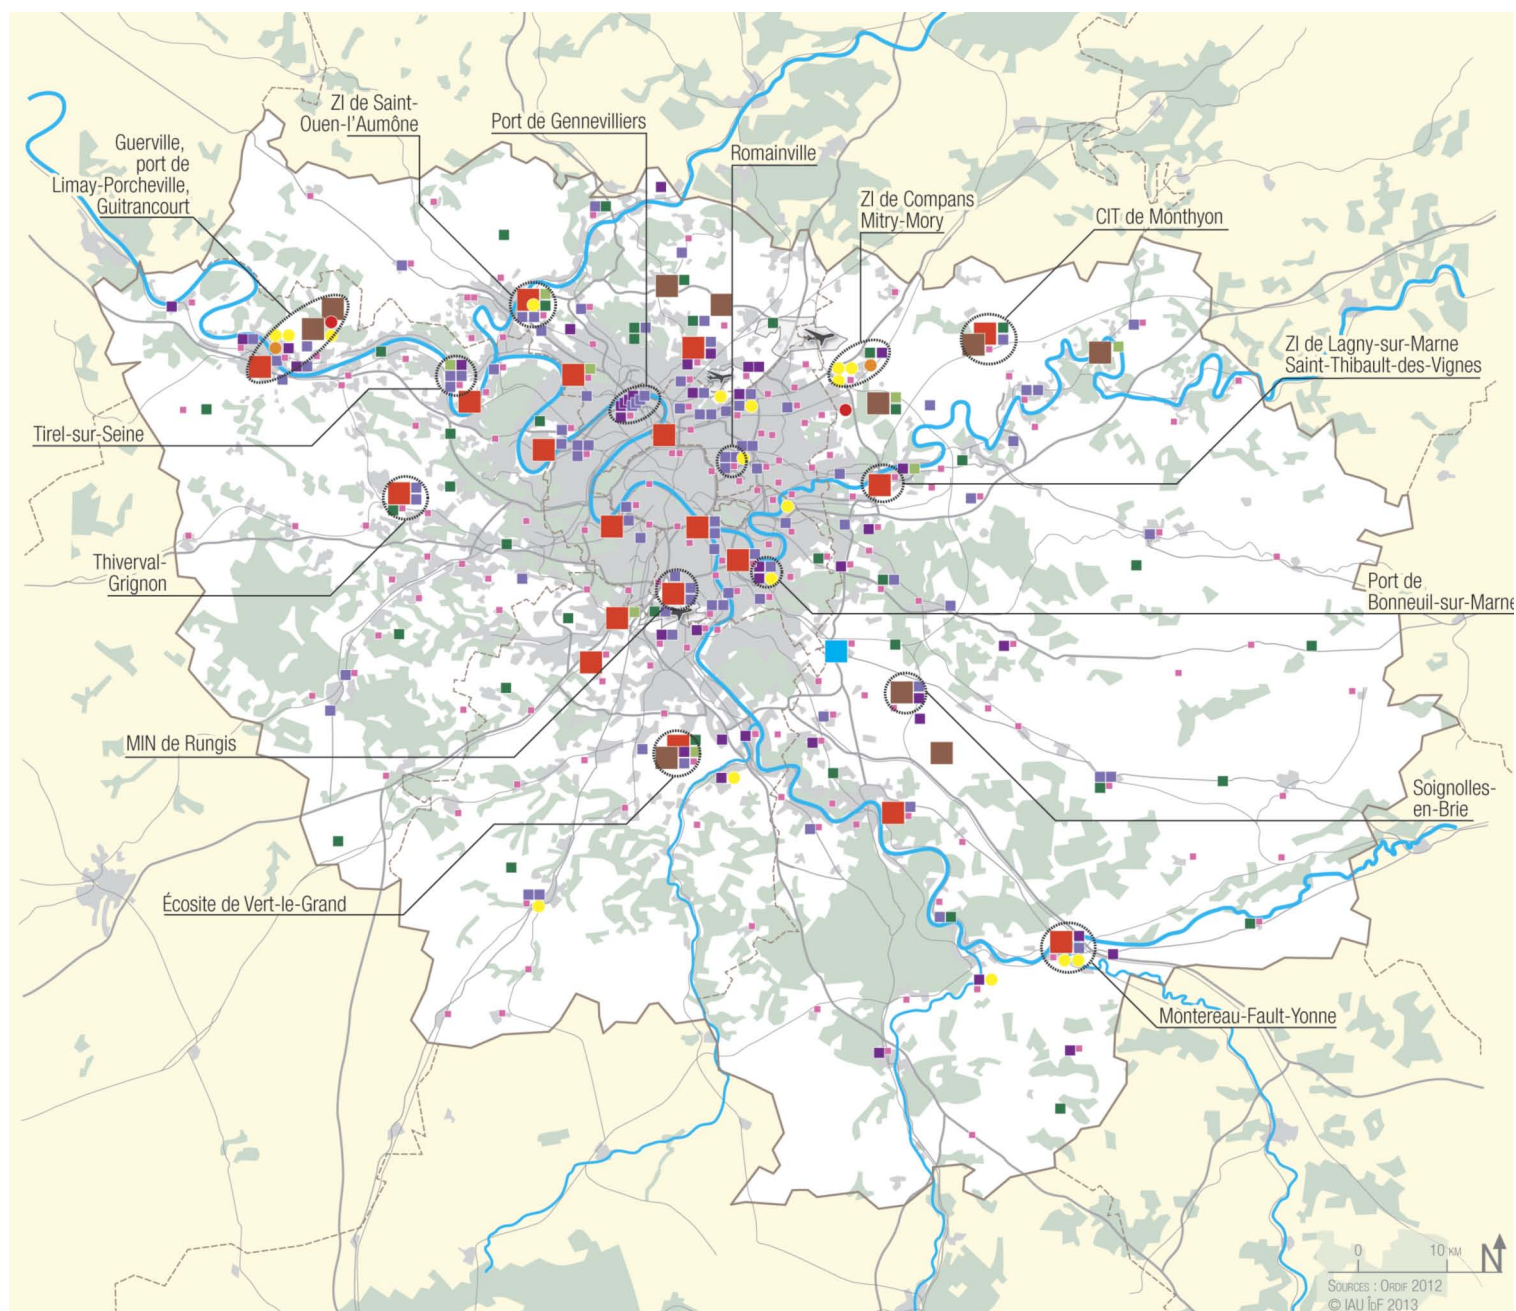 ZI de Saint-
Ouen-l'Aumône
Port de Gennevilliers
Guerville,
port de
Limay-Porcheville,
Guitrancourt
Romainville
ZI de Compans
Mitry-Mory
CIT de Monthyon
ZI de Lagny-sur-Marne
Saint-Thibault-des-Vignes
Tirel-sur-Seine
Thiverval-
Grignon
Port de
Bonneuil-sur-Marne
MIN de Rungis
Soignolles-
en-Brie
Écosite de Vert-le-Grand
Montereau-Fault-Yonne
0 10 KM
N
SOURCES : ORDIF 2012
© IAU ÎDF 2013